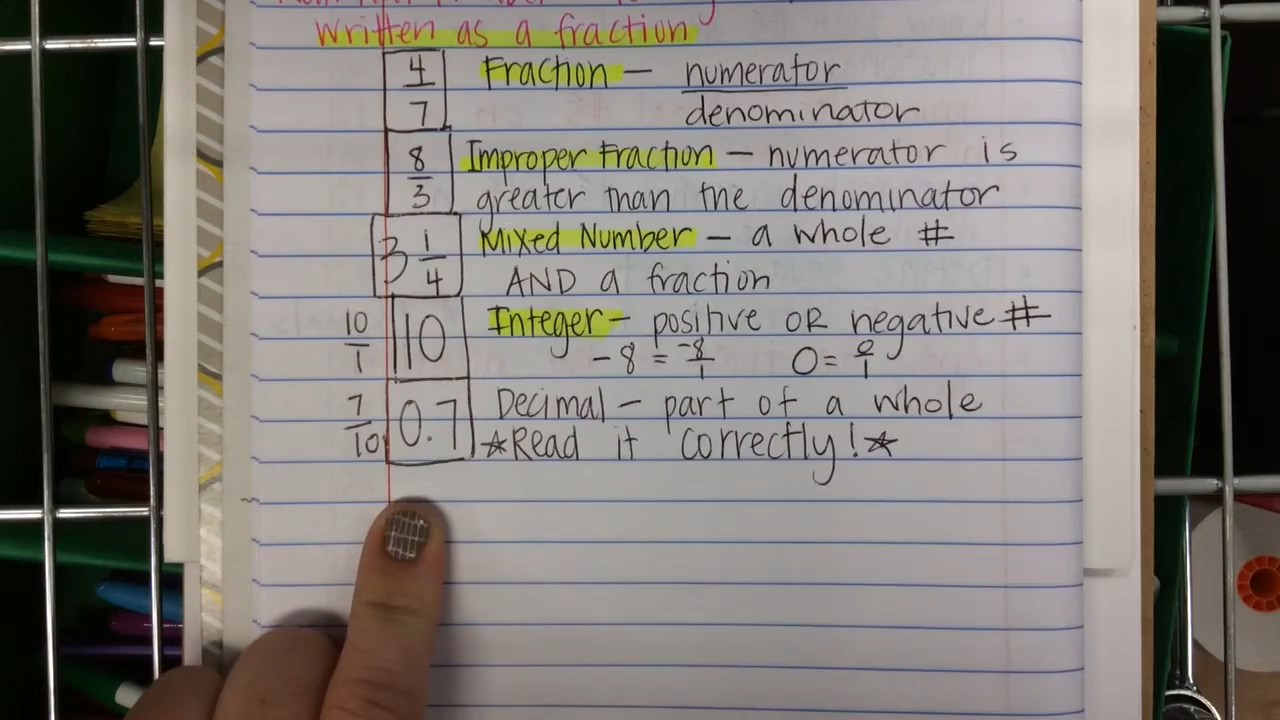 written as a fraction
4/7 Fraction — numerator
denominator
8/3 Improper Fraction — numerator is
greater than the denominator
3 1/4 Mixed Number — a whole #
AND a fraction
10/1 10 Integer — positive OR negative #
-8 = -8/1 0 = 0/1
7/10 0.7 Decimal — part of a whole
★Read it correctly!★